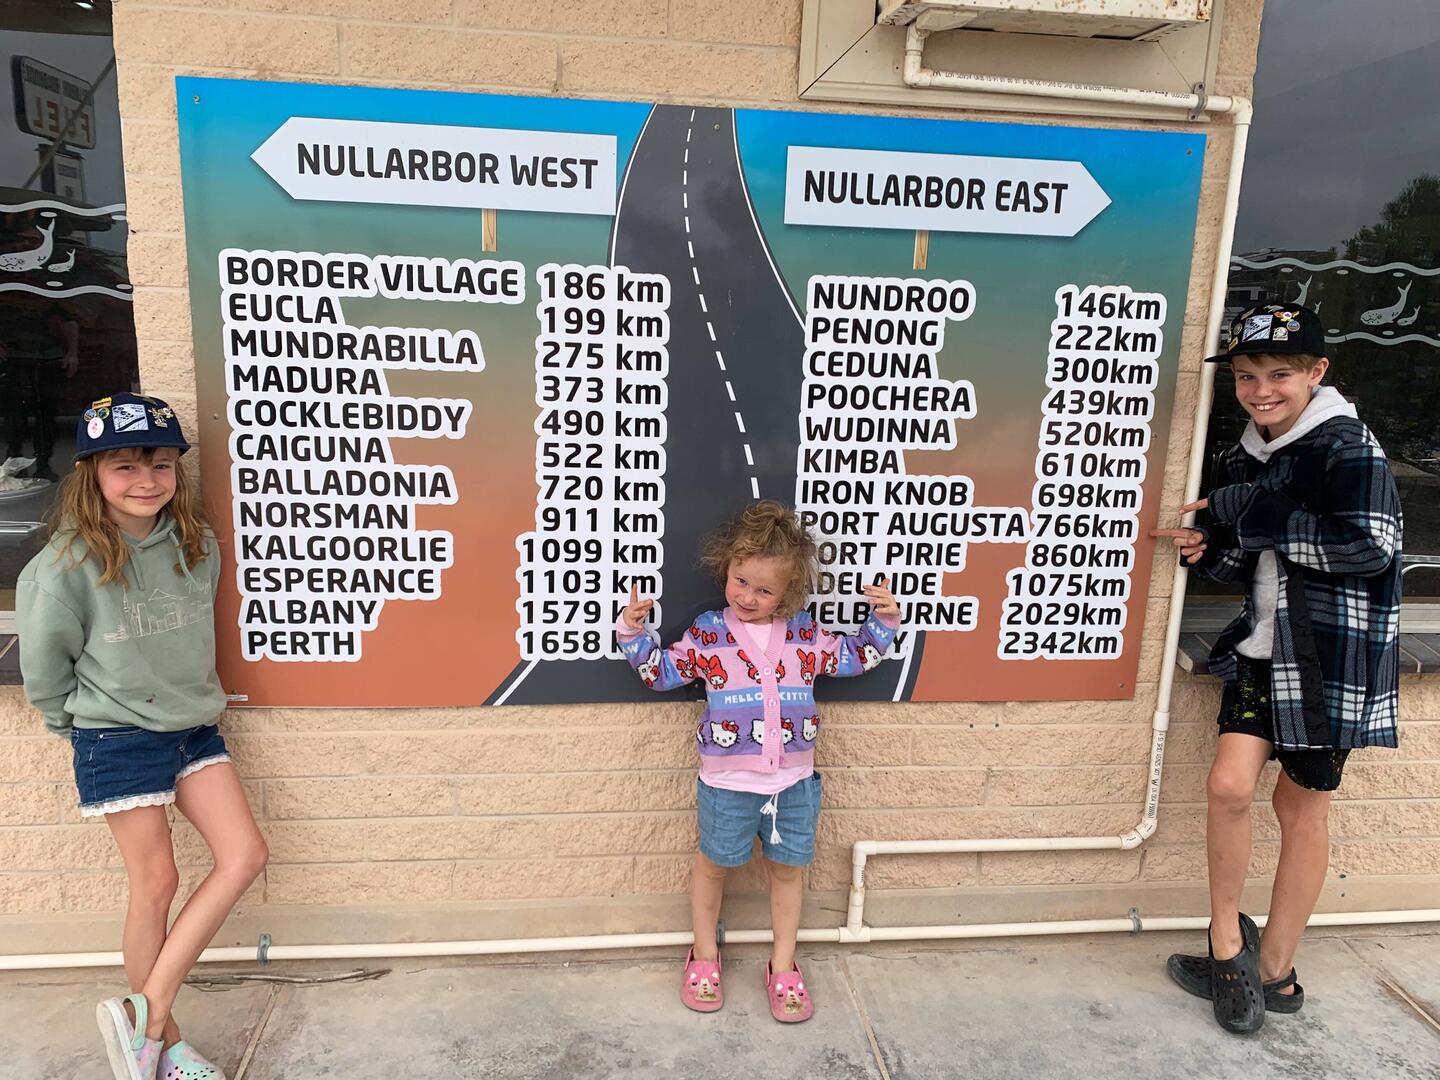 NULLARBOR WEST
BORDER VILLAGE 186 km
EUCLA 199 km
MUNDRABILLA 275 km
MADURA 373 km
COCKLEBIDDY 490 km
CAIGUNA 522 km
BALLADONIA 720 km
NORSMAN 911 km
KALGOORLIE 1099 km
ESPERANCE 1103 km
ALBANY 1579 km
PERTH 1658
NULLARBOR EAST
NUNDROO 146km
PENONG 222km
CEDUNA 300km
POOCHERA 439km
WUDINNA 520km
KIMBA 610km
IRON KNOB 698km
PORT AUGUSTA 766km
PORT PIRIE 860km
ADELAIDE 1075km
MELBOURNE 2029km
2342km
HELLO KITTY
FUEL